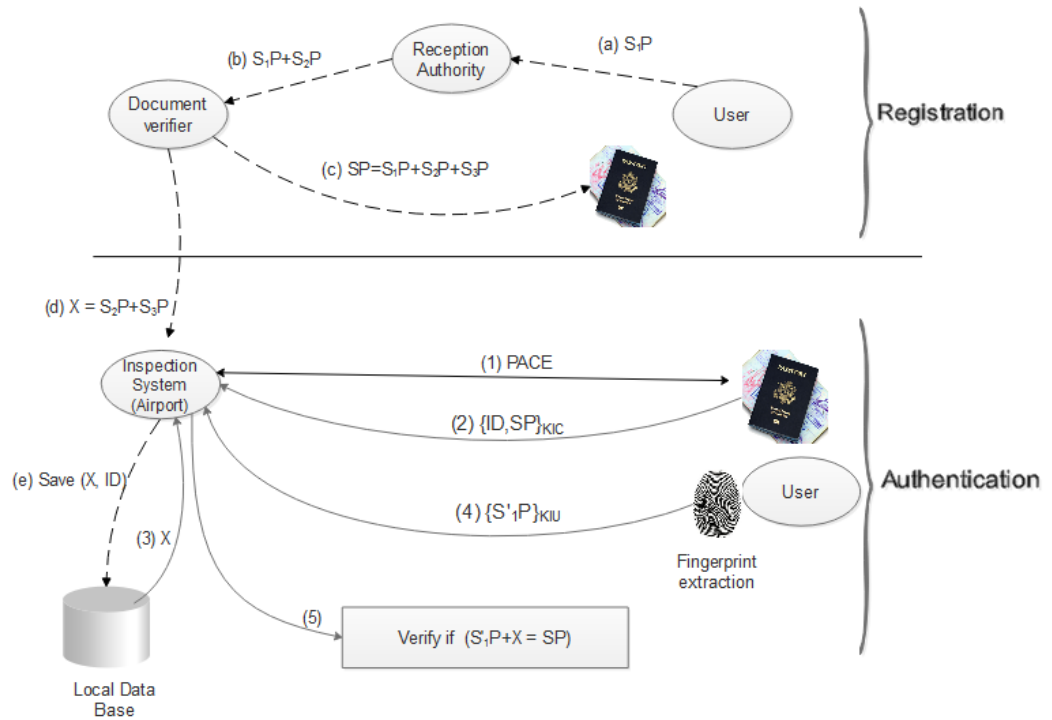 (a) S₁P
Reception
Authority
(b) S₁P+S₂P
Document
verifier
User
Registration
(c) SP=S₁P+S₂P+S₃P
PASSPORT
(d) X = S₂P+S₃P
Inspection
System
(Airport)
(1) PACE
PASSPORT
(2) {ID,SP}KIC
(e) Save (X, ID)
(3) X
(4) {S'₁P}KIU
User
Authentication
Fingerprint
extraction
(5)
Verify if (S'₁P+X = SP)
Local Data
Base